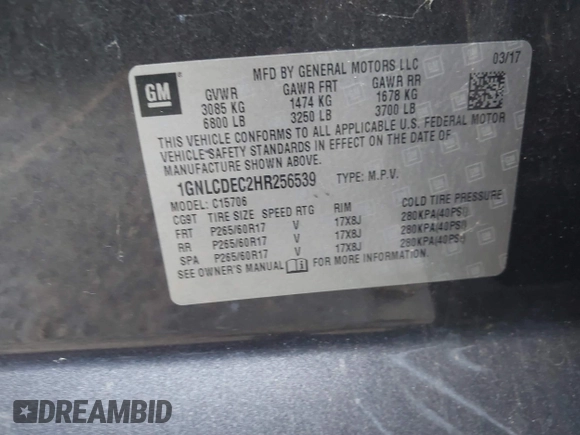 GM
MFD BY GENERAL MOTORS LLC 03/17
GVWR GAWR FRT GAWR RR
3085 KG 1474 KG 1678 KG
6800 LB 3250 LB 3700 LB
THIS VEHICLE CONFORMS TO ALL APPLICABLE U.S. FEDERAL MOTOR
VEHICLE SAFETY STANDARDS IN EFFECT ON THE DATE OF
MANUFACTURE SHOWN ABOVE.
1GNLCDEC2HR256539 TYPE: M.P.V.
MODEL: C15706
CG9T TIRE SIZE SPEED RTG RIM COLD TIRE PRESSURE
FRT P265/60R17 V 17X8J 280KPA(40PSI)
RR P265/60R17 V 17X8J 280KPA(40PSI)
SPA P265/60R17 V 17X8J 280KPA(40PSI)
SEE OWNER'S MANUAL FOR MORE INFORMATION.
DREAMBID